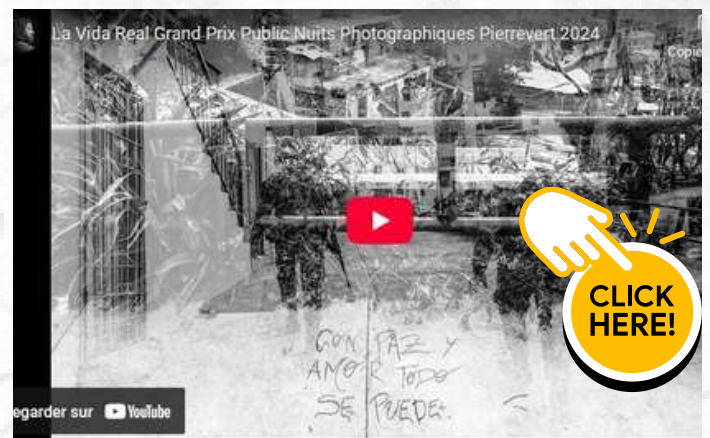 La Vida Real Grand Prix Public Nuits Photographiques Pierrevert 2024
Copie
CLICK
HERE!
CON PAZ Y
AMOR TODO
SE PUEDE.
egarder sur YouTube